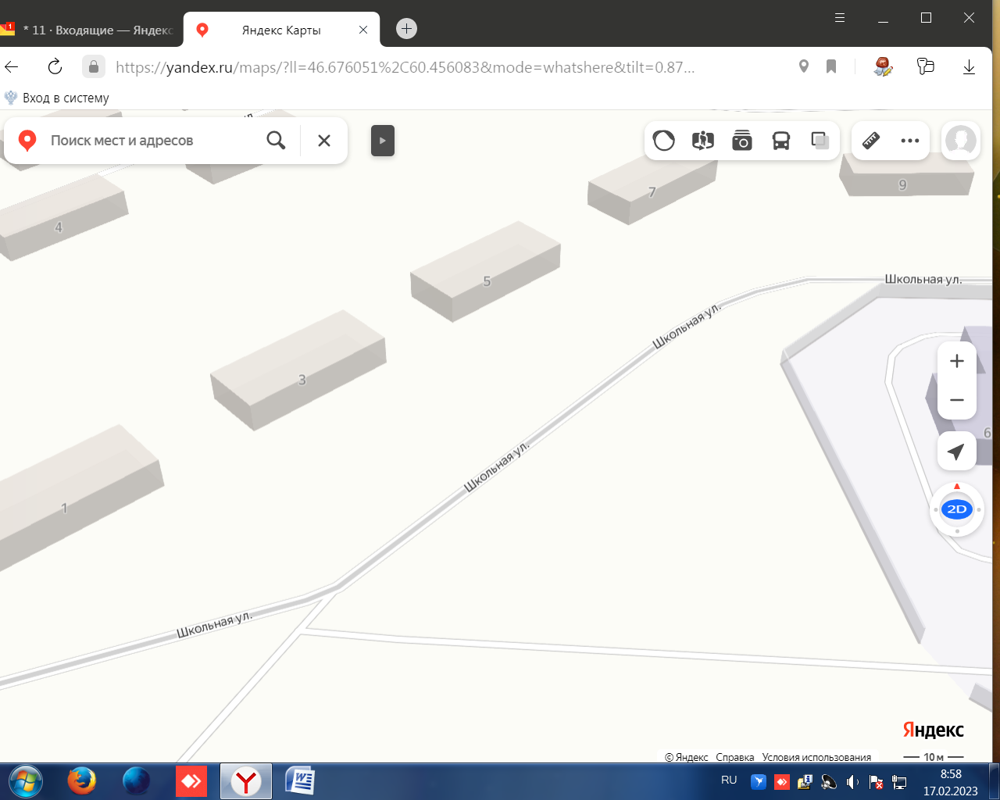 1
* 11 · Входящие — Яндекс
Яндекс Карты
https://yandex.ru/maps/?ll=46.676051%2C60.456083&mode=whatshere&tilt=0.87...
Вход в систему
ул
Поиск мест и адресов
7
9
4
5
Школьная ул.
Школьная ул.
3
6
Школьная ул.
1
2D
Школьная ул.
Яндекс
© Яндекс Справка Условия использования
10 м
RU
8:58
17.02.2023